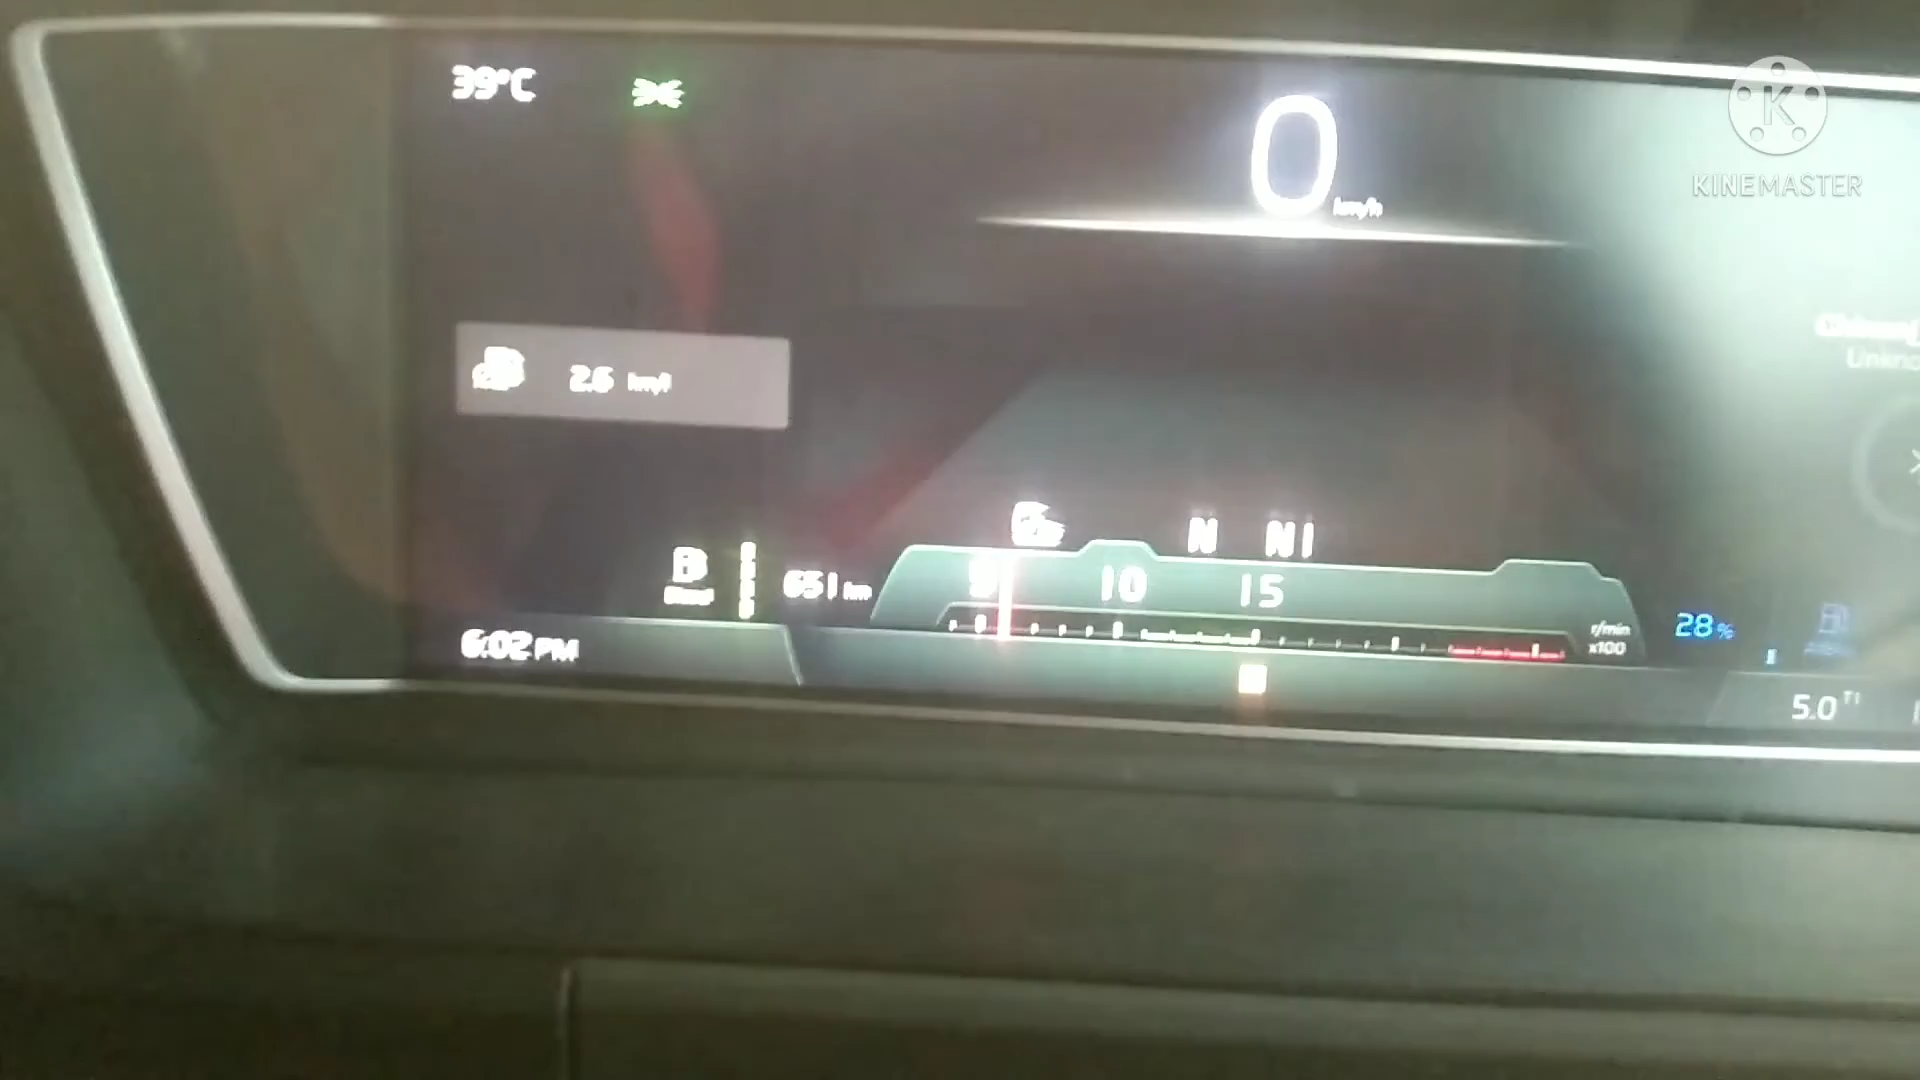 39°C
0 km/h
KINEMASTER
2.6 km/l
N N1
651 km
5 10 15
r/min
x100
28%
6:02 PM
5.0